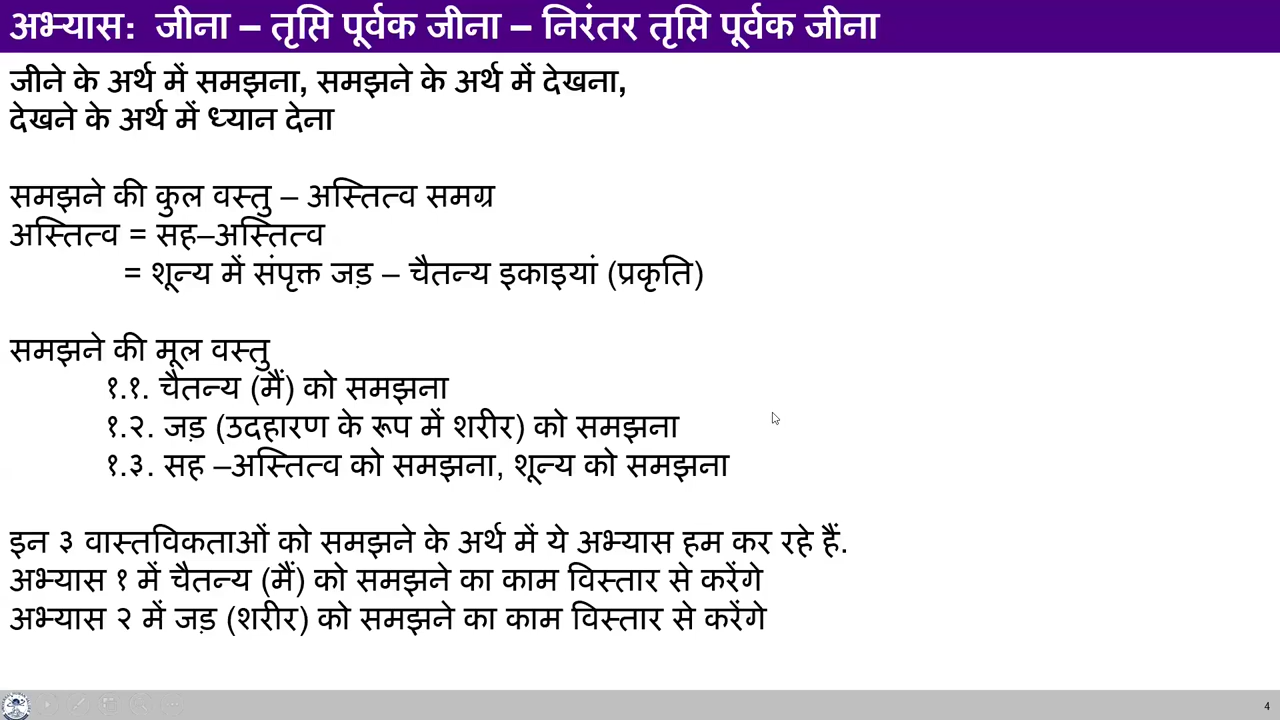 अभ्यास: जीना – तृप्ति पूर्वक जीना – निरंतर तृप्ति पूर्वक जीना
जीने के अर्थ में समझना, समझने के अर्थ में देखना,
देखने के अर्थ में ध्यान देना
समझने की कुल वस्तु – अस्तित्व समग्र
अस्तित्व = सह–अस्तित्व
= शून्य में संपृक्त जड़ – चैतन्य इकाइयां (प्रकृति)
समझने की मूल वस्तु
१.१. चैतन्य (मैं) को समझना
१.२. जड़ (उदहारण के रूप में शरीर) को समझना
१.३. सह –अस्तित्व को समझना, शून्य को समझना
इन ३ वास्तविकताओं को समझने के अर्थ में ये अभ्यास हम कर रहे हैं.
अभ्यास १ में चैतन्य (मैं) को समझने का काम विस्तार से करेंगे
अभ्यास २ में जड़ (शरीर) को समझने का काम विस्तार से करेंगे
4